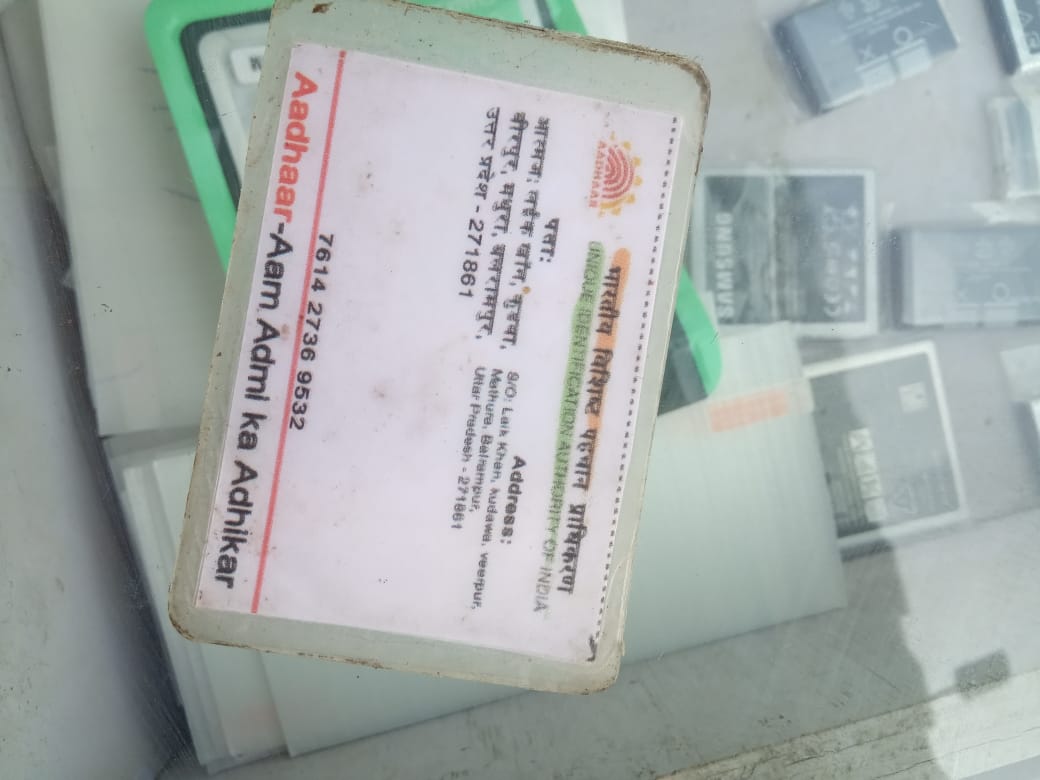 AADHAAR
भारतीय विशिष्ट पहचान प्राधिकरण
UNIQUE IDENTIFICATION AUTHORITY OF INDIA
पता:
आत्मज: लईक खान, कुडवा,
वीरपुर, मथुरा, बलरामपुर,
उत्तर प्रदेश - 271861
Address:
S/O: Laik Khan, kudawa, veerpur,
Mathura, Balrampur,
Uttar Pradesh - 271861
7614 2736 9532
Aadhaar-Aam Admi ka Adhikar
SAMSUNG